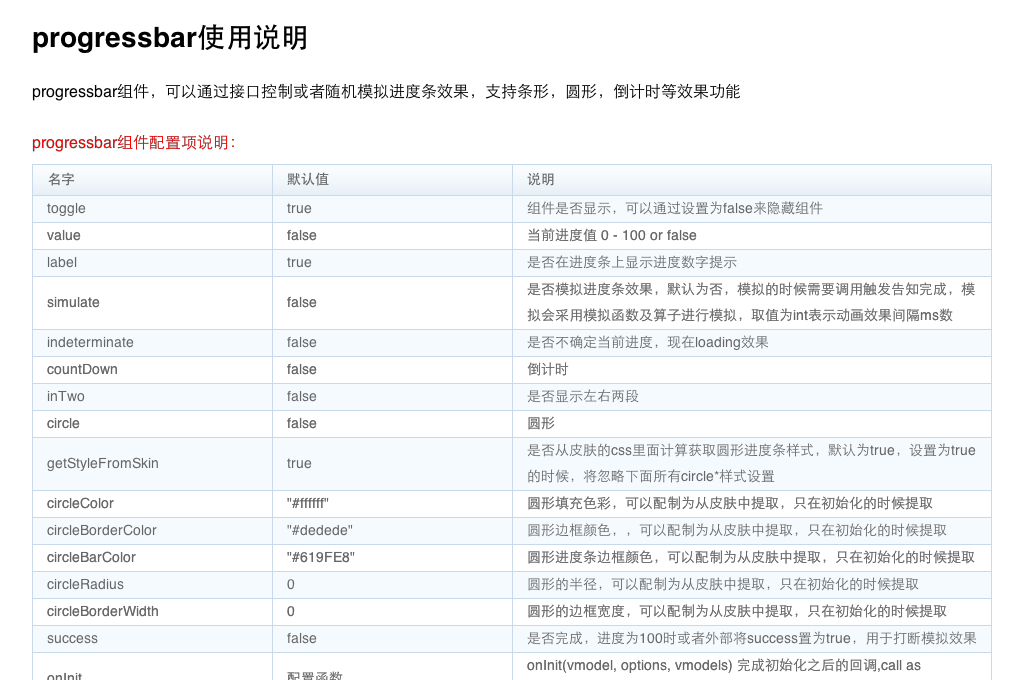 progressbar使用说明
progressbar组件，可以通过接口控制或者随机模拟进度条效果，支持条形，圆形，倒计时等效果功能
progressbar组件配置项说明：
名字 默认值 说明
toggle true 组件是否显示，可以通过设置为false来隐藏组件
value false 当前进度值 0 - 100 or false
label true 是否在进度条上显示进度数字提示
simulate false 是否模拟进度条效果，默认为否，模拟的时候需要调用触发告知完成，模
拟会采用模拟函数及算子进行模拟，取值为int表示动画效果间隔ms数
indeterminate false 是否不确定当前进度，现在loading效果
countDown false 倒计时
inTwo false 是否显示左右两段
circle false 圆形
getStyleFromSkin true 是否从皮肤的css里面计算获取圆形进度条样式，默认为true，设置为true
的时候，将忽略下面所有circle*样式设置
circleColor "#ffffff" 圆形填充色彩，可以配制为从皮肤中提取，只在初始化的时候提取
circleBorderColor "#dedede" 圆形边框颜色，，可以配制为从皮肤中提取，只在初始化的时候提取
circleBarColor "#619FE8" 圆形进度条边框颜色，可以配制为从皮肤中提取，只在初始化的时候提取
circleRadius 0 圆形的半径，可以配制为从皮肤中提取，只在初始化的时候提取
circleBorderWidth 0 圆形的边框宽度，可以配制为从皮肤中提取，只在初始化的时候提取
success false 是否完成，进度为100时或者外部将success置为true，用于打断模拟效果
onInit 配置函数 onInit(vmodel, options, vmodels) 完成初始化之后的回调,call as